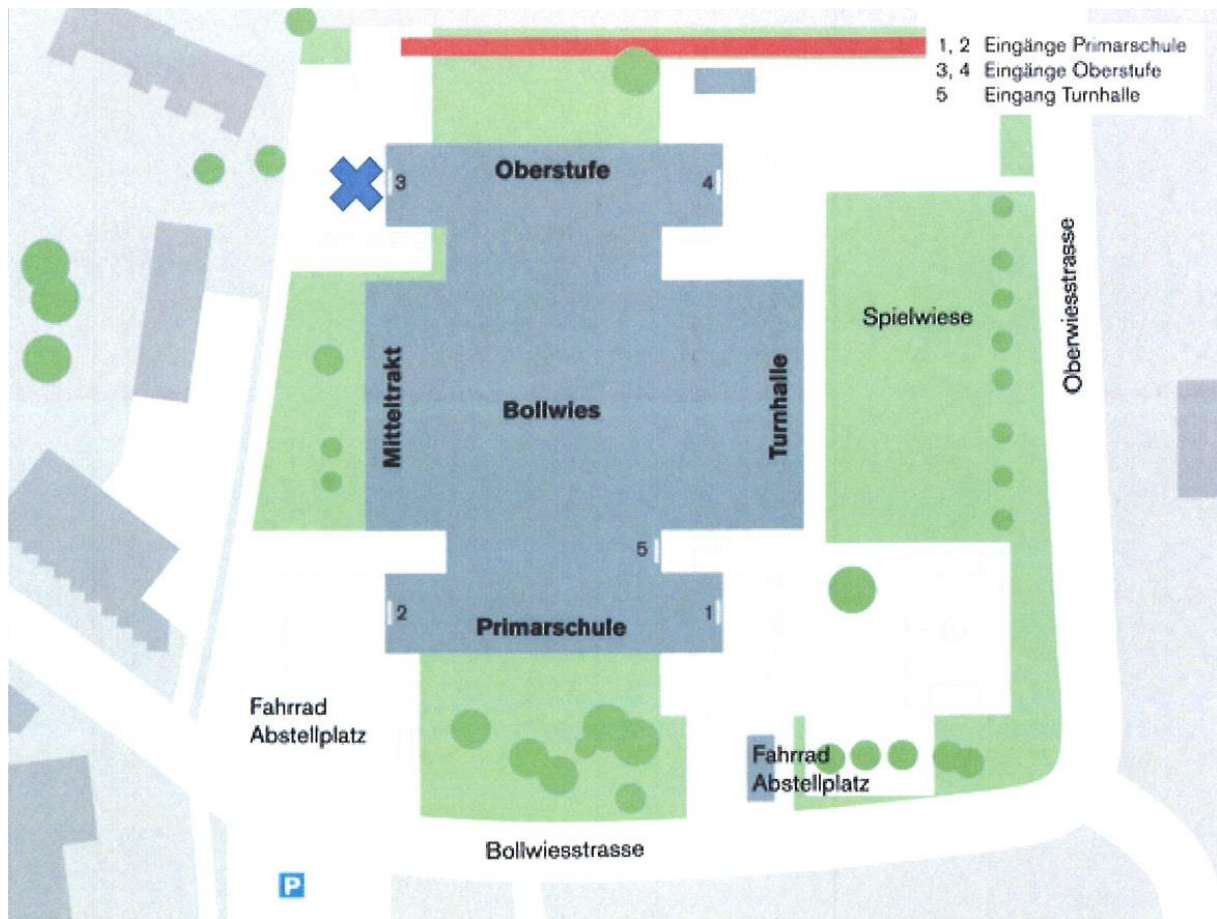 1, 2 Eingänge Primarschule
3, 4 Eingänge Oberstufe
5 Eingang Turnhalle
Oberstufe
3
4
Oberwiesstrasse
Spielwiese
Mitteltrakt
Bollwies
Turnhalle
5
2
Primarschule
1
Fahrrad
Abstellplatz
Fahrrad
Abstellplatz
Bollwiesstrasse
P